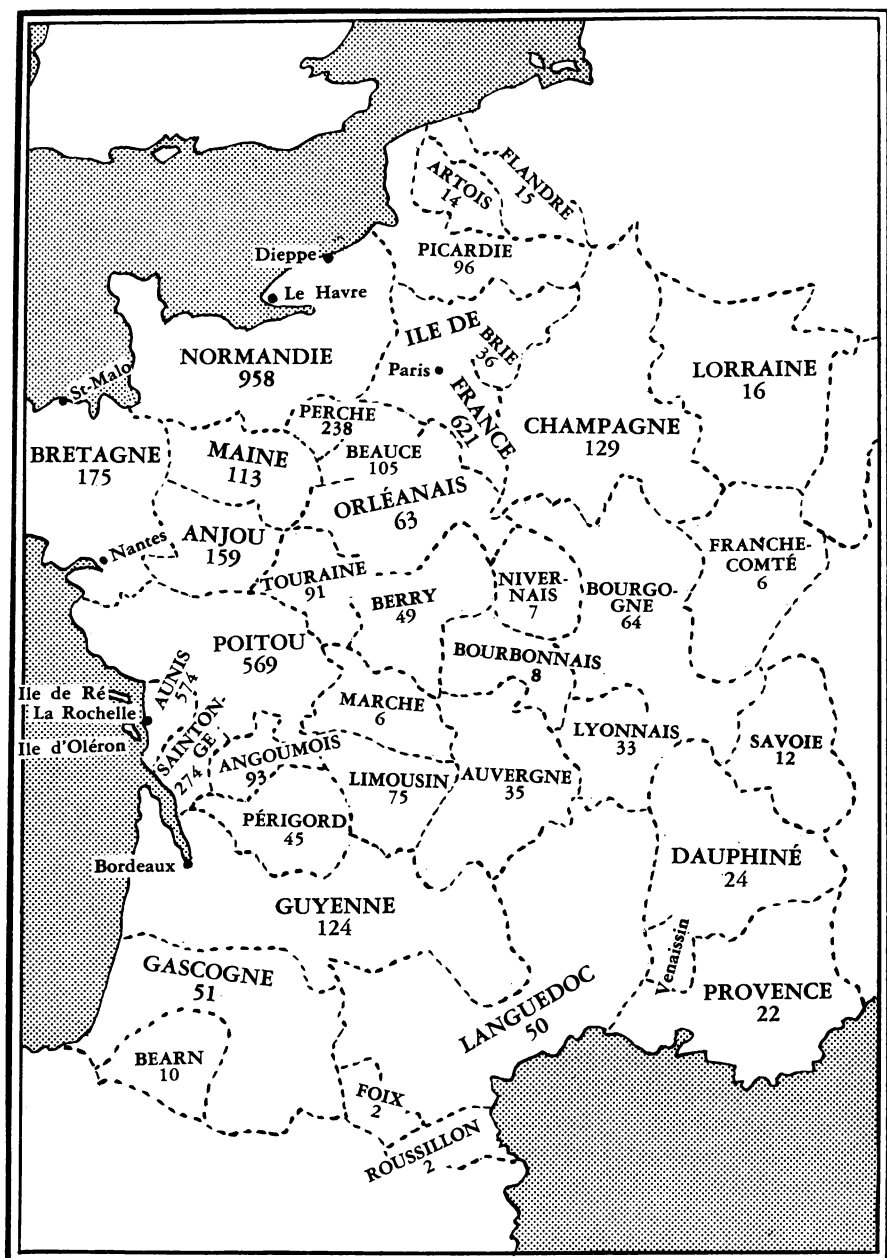 FLANDRE
15
ARTOIS
14
PICARDIE
96
Dieppe
Le Havre
ILE DE
FRANCE
621
BRIE
36
Paris
NORMANDIE
958
LORRAINE
16
St-Malo
PERCHE
238
CHAMPAGNE
129
BRETAGNE
175
MAINE
113
BEAUCE
105
ORLÉANAIS
63
ANJOU
159
Nantes
TOURAINE
91
BERRY
49
NIVER-
NAIS
7
BOURGO-
GNE
64
FRANCHE-
COMTÉ
6
POITOU
569
BOURBONNAIS
8
AUNIS
574
Ile de Ré
La Rochelle
Ile d'Oléron
SAINTON-
GE
274
MARCHE
6
LYONNAIS
33
SAVOIE
12
ANGOUMOIS
93
LIMOUSIN
75
AUVERGNE
35
PÉRIGORD
45
Bordeaux
DAUPHINÉ
24
GUYENNE
124
Venaissin
GASCOGNE
51
LANGUEDOC
50
PROVENCE
22
BEARN
10
FOIX
2
ROUSSILLON
2